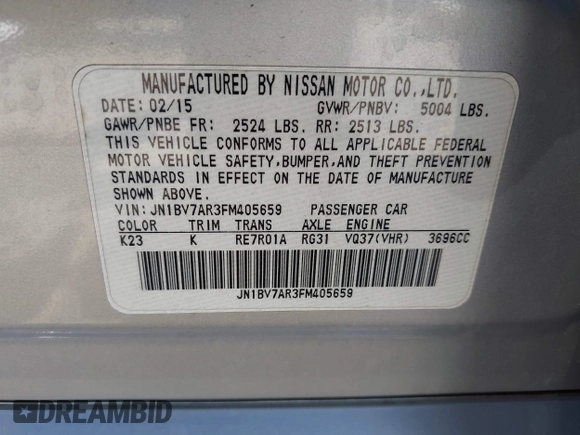 MANUFACTURED BY NISSAN MOTOR CO.,LTD.
DATE: 02/15 GVWR/PNBV: 5004 LBS.
GAWR/PNBE FR: 2524 LBS. RR: 2513 LBS.
THIS VEHICLE CONFORMS TO ALL APPLICABLE FEDERAL
MOTOR VEHICLE SAFETY,BUMPER,AND THEFT PREVENTION
STANDARDS IN EFFECT ON THE DATE OF MANUFACTURE
SHOWN ABOVE.
VIN: JN1BV7AR3FM405659 PASSENGER CAR
COLOR TRIM TRANS AXLE ENGINE
K23 K RE7R01A RG31 VQ37(VHR) 3696CC
JN1BV7AR3FM405659
DREAMBID